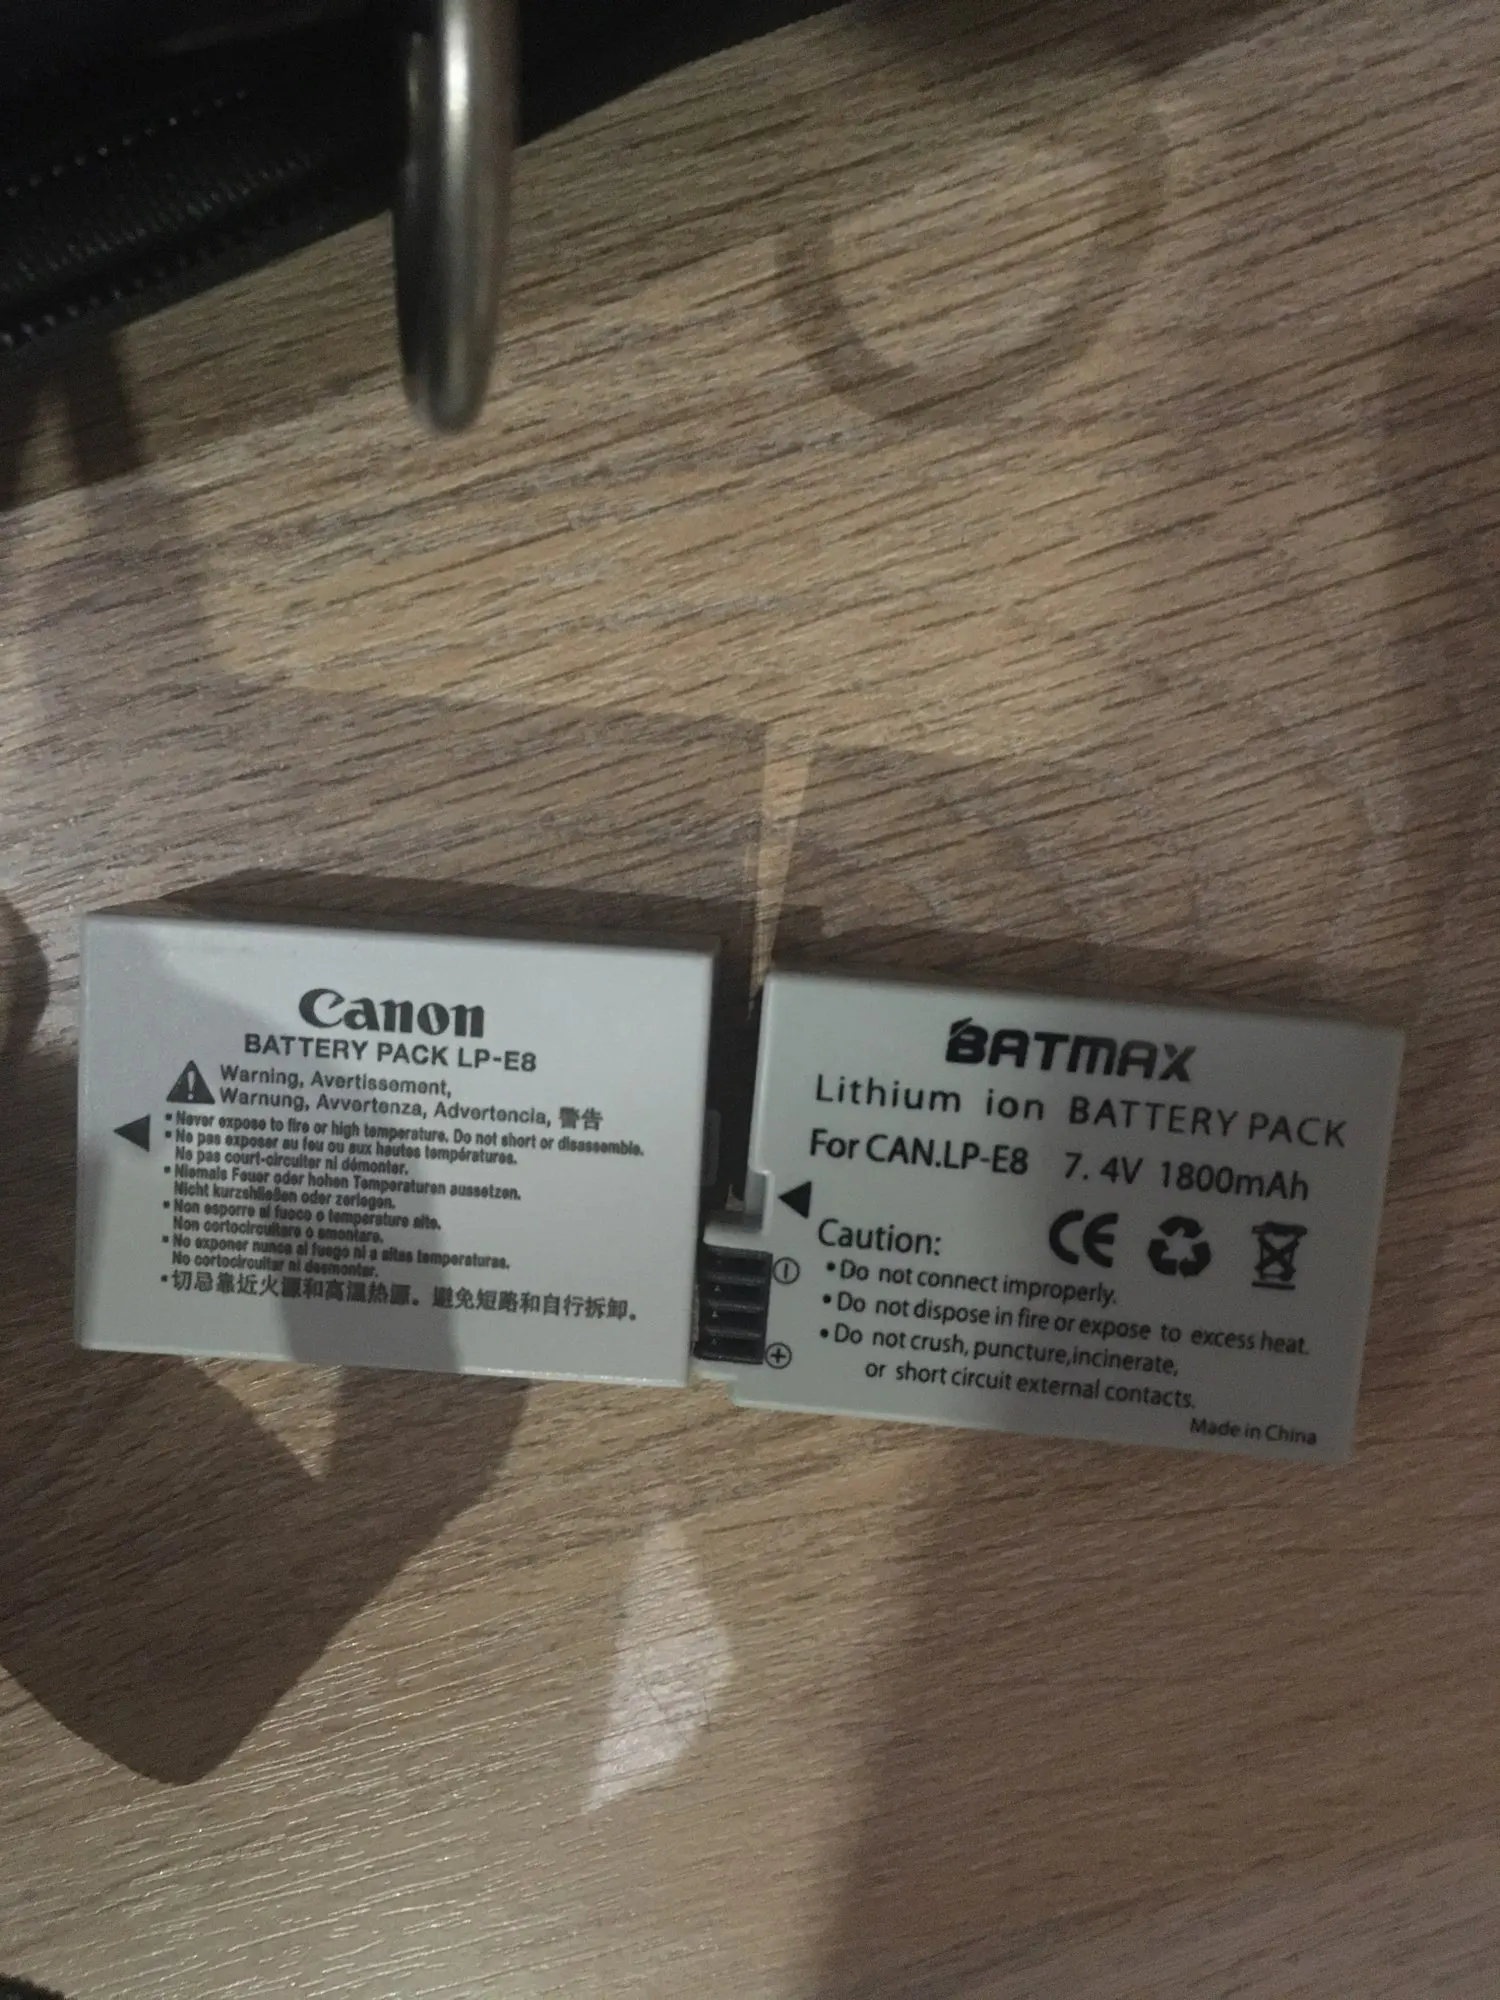 Canon
BATTERY PACK LP-E8
Warning, Avertissement,
Warnung, Avvertenza, Advertencia, 警告
• Never expose to fire or high temperature. Do not short or disassemble.
• Ne pas exposer au feu ou aux hautes températures.
Ne pas court-circuiter ni démonter.
• Niemals Feuer oder hohen Temperaturen aussetzen.
Nicht kurzshließen oder zerlegen.
• Non esporre al fuoco o temperature alte.
Non cortocircuitare o smontare.
• No exponer nunca al fuego ni a altas temperaturas.
No cortocircuitar ni desmontar.
• 切忌靠近火源和高温热源。避免短路和自行拆卸。
BATMAX
Lithium ion BATTERY PACK
For CAN.LP-E8 7.4V 1800mAh
CE
Caution:
• Do not connect improperly.
• Do not dispose in fire or expose to excess heat.
• Do not crush, puncture,incinerate,
or short circuit external contacts.
Made in China